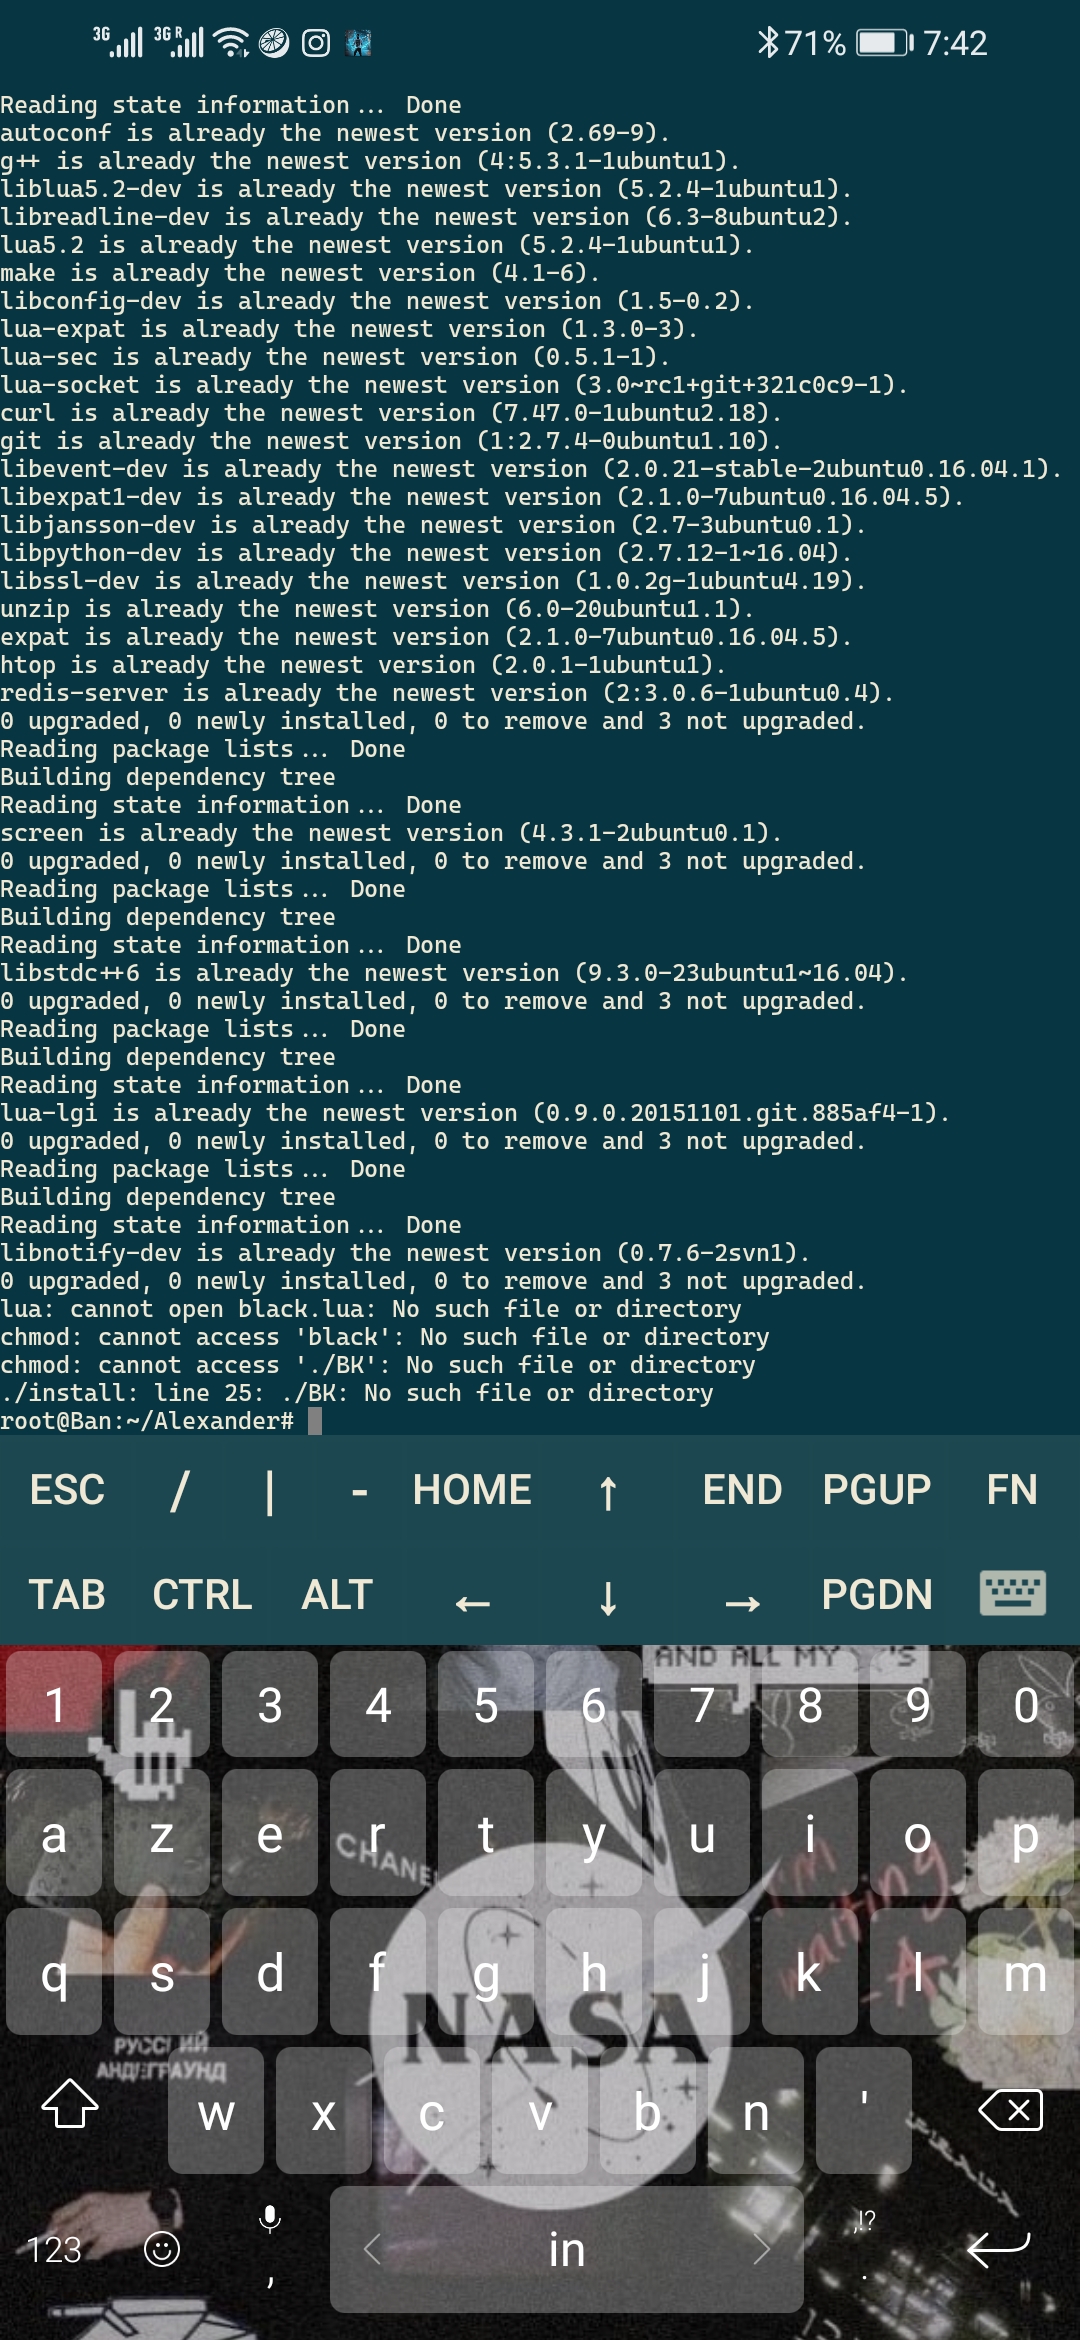 3G 3G R 71% 7:42
Reading state information... Done
autoconf is already the newest version (2.69-9).
g++ is already the newest version (4:5.3.1-1ubuntu1).
liblua5.2-dev is already the newest version (5.2.4-1ubuntu1).
libreadline-dev is already the newest version (6.3-8ubuntu2).
lua5.2 is already the newest version (5.2.4-1ubuntu1).
make is already the newest version (4.1-6).
libconfig-dev is already the newest version (1.5-0.2).
lua-expat is already the newest version (1.3.0-3).
lua-sec is already the newest version (0.5.1-1).
lua-socket is already the newest version (3.0~rc1+git+321c0c9-1).
curl is already the newest version (7.47.0-1ubuntu2.18).
git is already the newest version (1:2.7.4-0ubuntu1.10).
libevent-dev is already the newest version (2.0.21-stable-2ubuntu0.16.04.1).
libexpat1-dev is already the newest version (2.1.0-7ubuntu0.16.04.5).
libjansson-dev is already the newest version (2.7-3ubuntu0.1).
libpython-dev is already the newest version (2.7.12-1~16.04).
libssl-dev is already the newest version (1.0.2g-1ubuntu4.19).
unzip is already the newest version (6.0-20ubuntu1.1).
expat is already the newest version (2.1.0-7ubuntu0.16.04.5).
htop is already the newest version (2.0.1-1ubuntu1).
redis-server is already the newest version (2:3.0.6-1ubuntu0.4).
0 upgraded, 0 newly installed, 0 to remove and 3 not upgraded.
Reading package lists... Done
Building dependency tree
Reading state information... Done
screen is already the newest version (4.3.1-2ubuntu0.1).
0 upgraded, 0 newly installed, 0 to remove and 3 not upgraded.
Reading package lists... Done
Building dependency tree
Reading state information... Done
libstdc++6 is already the newest version (9.3.0-23ubuntu1~16.04).
0 upgraded, 0 newly installed, 0 to remove and 3 not upgraded.
Reading package lists... Done
Building dependency tree
Reading state information... Done
lua-lgi is already the newest version (0.9.0.20151101.git.885af4-1).
0 upgraded, 0 newly installed, 0 to remove and 3 not upgraded.
Reading package lists... Done
Building dependency tree
Reading state information... Done
libnotify-dev is already the newest version (0.7.6-2svn1).
0 upgraded, 0 newly installed, 0 to remove and 3 not upgraded.
lua: cannot open black.lua: No such file or directory
chmod: cannot access 'black': No such file or directory
chmod: cannot access './BK': No such file or directory
./install: line 25: ./BK: No such file or directory
root@Ban:~/Alexander#
ESC / | - HOME ↑ END PGUP FN
TAB CTRL ALT ← ↓ → PGDN
AND ALL MY
1 2 3 4 5 6 7 8 9 0
a z e r t y u i o p
CHANEL
I'm waiting
-A
q s d f g h j k l m
NASA
РУССКИЙ
АНДЕГРАУНД
w x c v b n '
123 , < in > ,!? .